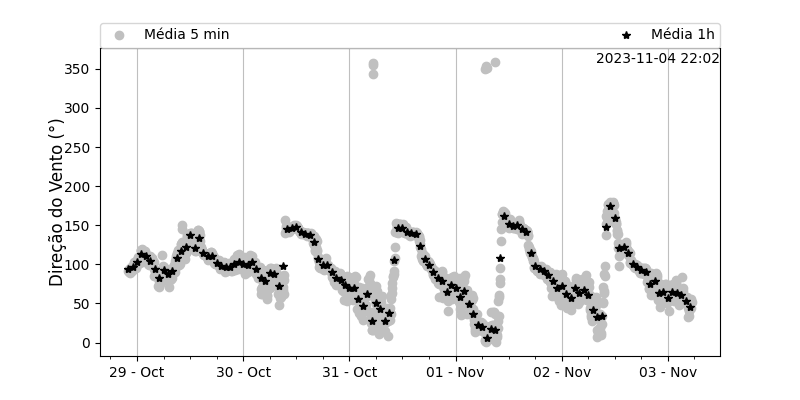 Média 5 min
Média 1h
2023-11-04 22:02
Direção do Vento (°)
350
300
250
200
150
100
50
0
29 - Oct
30 - Oct
31 - Oct
01 - Nov
02 - Nov
03 - Nov